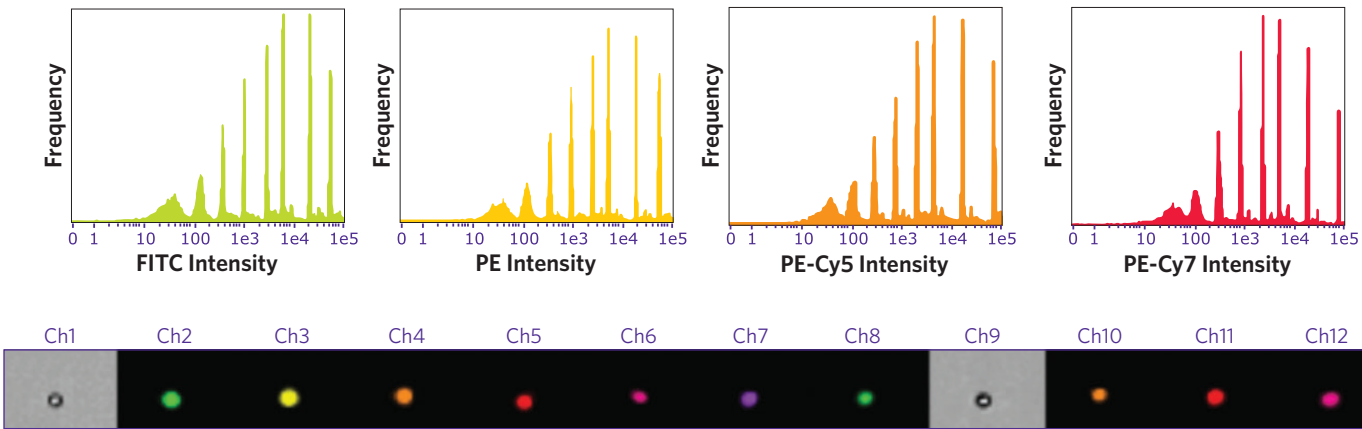 Frequency
0 1 10 100 1e3 1e4 1e5
FITC Intensity
Frequency
0 1 10 100 1e3 1e4 1e5
PE Intensity
Frequency
0 1 10 100 1e3 1e4 1e5
PE-Cy5 Intensity
Frequency
0 1 10 100 1e3 1e4 1e5
PE-Cy7 Intensity
Ch1 Ch2 Ch3 Ch4 Ch5 Ch6 Ch7 Ch8 Ch9 Ch10 Ch11 Ch12